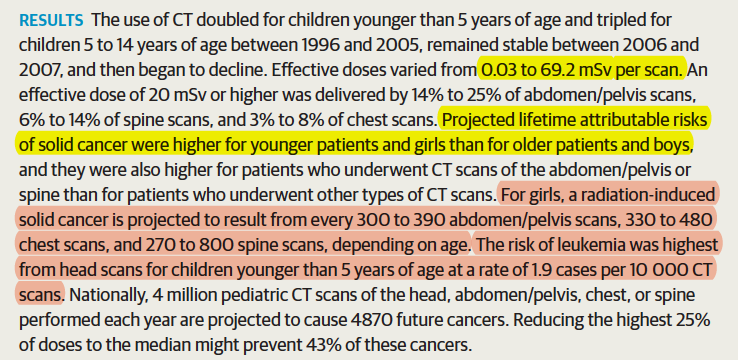 RESULTS The use of CT doubled for children younger than 5 years of age and tripled for
children 5 to 14 years of age between 1996 and 2005, remained stable between 2006 and
2007, and then began to decline. Effective doses varied from 0.03 to 69.2 mSv per scan. An
effective dose of 20 mSv or higher was delivered by 14% to 25% of abdomen/pelvis scans,
6% to 14% of spine scans, and 3% to 8% of chest scans. Projected lifetime attributable risks
of solid cancer were higher for younger patients and girls than for older patients and boys,
and they were also higher for patients who underwent CT scans of the abdomen/pelvis or
spine than for patients who underwent other types of CT scans. For girls, a radiation-induced
solid cancer is projected to result from every 300 to 390 abdomen/pelvis scans, 330 to 480
chest scans, and 270 to 800 spine scans, depending on age. The risk of leukemia was highest
from head scans for children younger than 5 years of age at a rate of 1.9 cases per 10 000 CT
scans. Nationally, 4 million pediatric CT scans of the head, abdomen/pelvis, chest, or spine
performed each year are projected to cause 4870 future cancers. Reducing the highest 25%
of doses to the median might prevent 43% of these cancers.